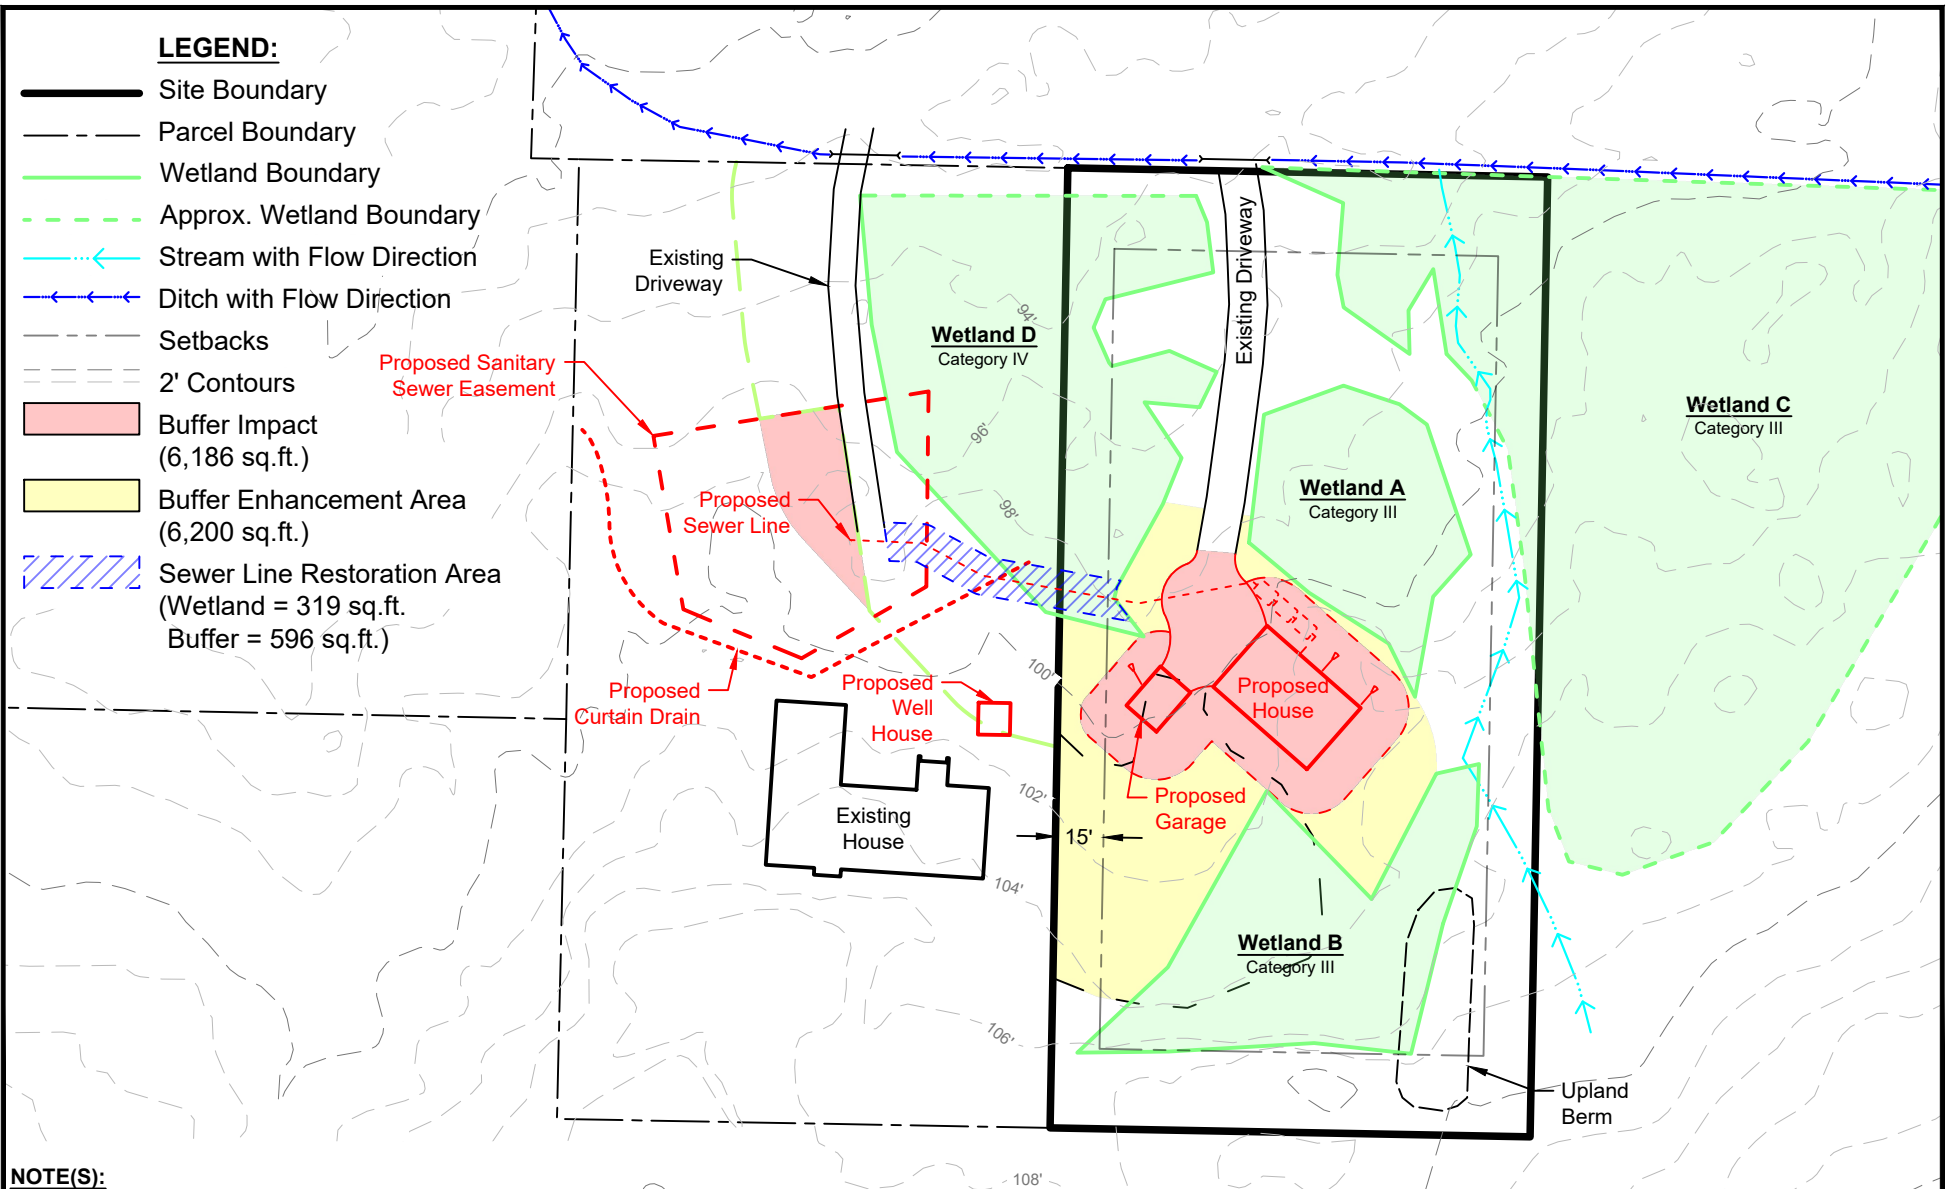 LEGEND:
Site Boundary
Parcel Boundary
Wetland Boundary
Approx. Wetland Boundary
Stream with Flow Direction
Ditch with Flow Direction
Setbacks
2' Contours
Buffer Impact
(6,186 sq.ft.)
Buffer Enhancement Area
(6,200 sq.ft.)
Sewer Line Restoration Area
(Wetland = 319 sq.ft.
Buffer = 596 sq.ft.)
Existing
Driveway
Existing Driveway
Proposed Sanitary
Sewer Easement
Wetland D
Category IV
94'
96'
98'
Wetland C
Category III
Wetland A
Category III
Proposed
Sewer Line
100'
Proposed
Curtain Drain
Proposed
Well
House
Proposed
House
102'
Proposed
Garage
15'
Existing
House
104'
Wetland B
Category III
106'
Upland
Berm
108'
NOTE(S):